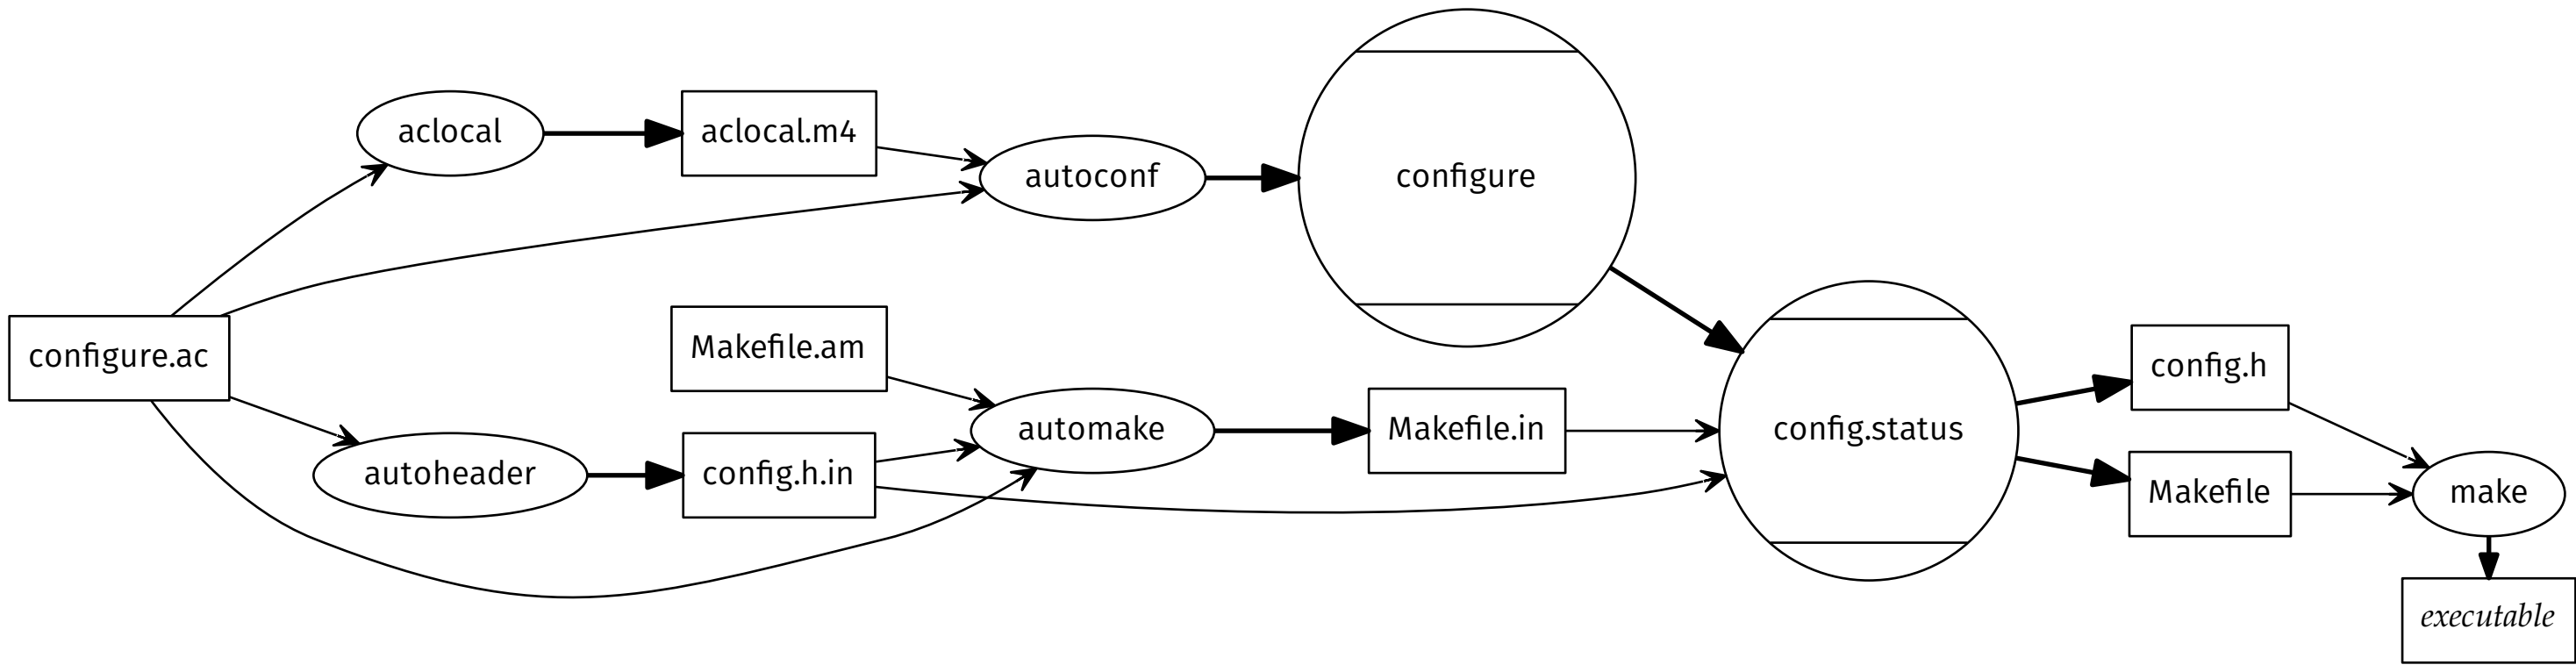 configure.ac
aclocal
aclocal.m4
autoconf
configure
Makefile.am
autoheader
config.h.in
automake
Makefile.in
config.status
config.h
Makefile
make
executable